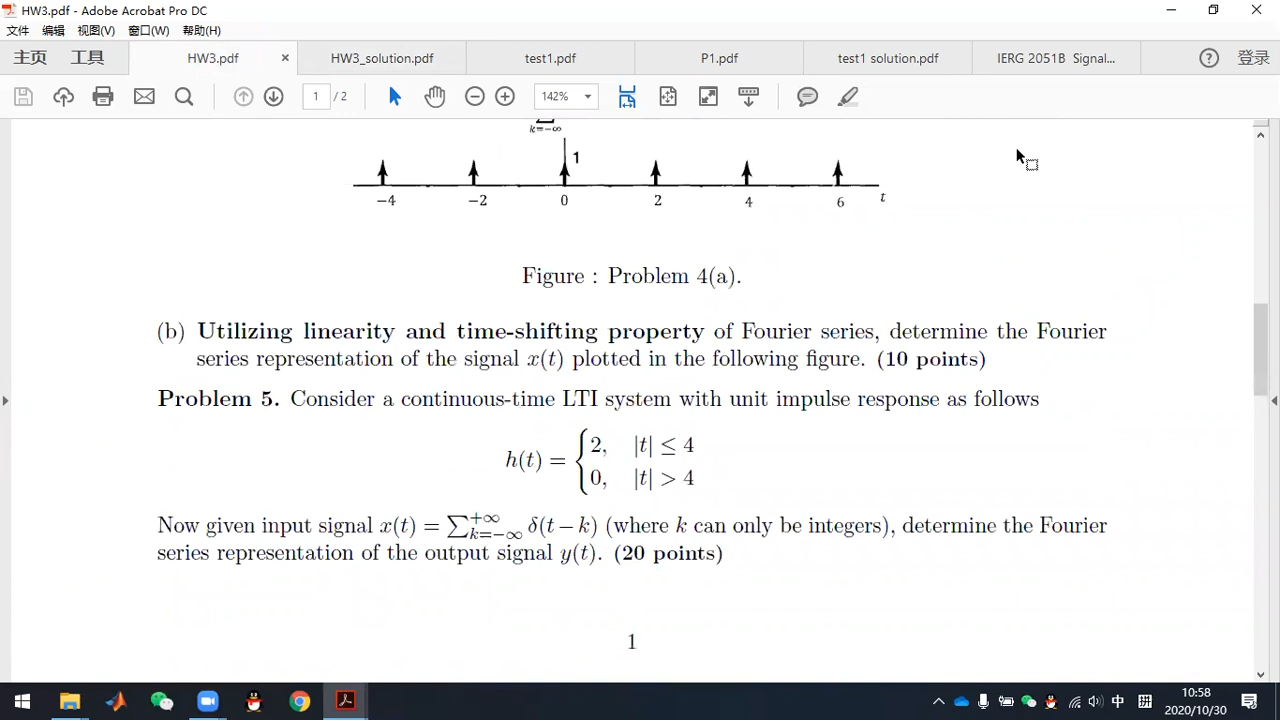 HW3.pdf - Adobe Acrobat Pro DC
文件 编辑 视图(V) 窗口(W) 帮助(H)
主页 工具 HW3.pdf × HW3_solution.pdf test1.pdf P1.pdf test1 solution.pdf IERG 2051B Signal... 登录
1 / 2 142%
k=−∞
1
−4 −2 0 2 4 6 t
Figure : Problem 4(a).
(b) Utilizing linearity and time-shifting property of Fourier series, determine the Fourier
series representation of the signal x(t) plotted in the following figure. (10 points)
Problem 5. Consider a continuous-time LTI system with unit impulse response as follows
h(t) = { 2, |t| ≤ 4
0, |t| > 4
Now given input signal x(t) = ∑_{k=−∞}^{+∞} δ(t − k) (where k can only be integers), determine the Fourier
series representation of the output signal y(t). (20 points)
1
中 拼 10:58
2020/10/30